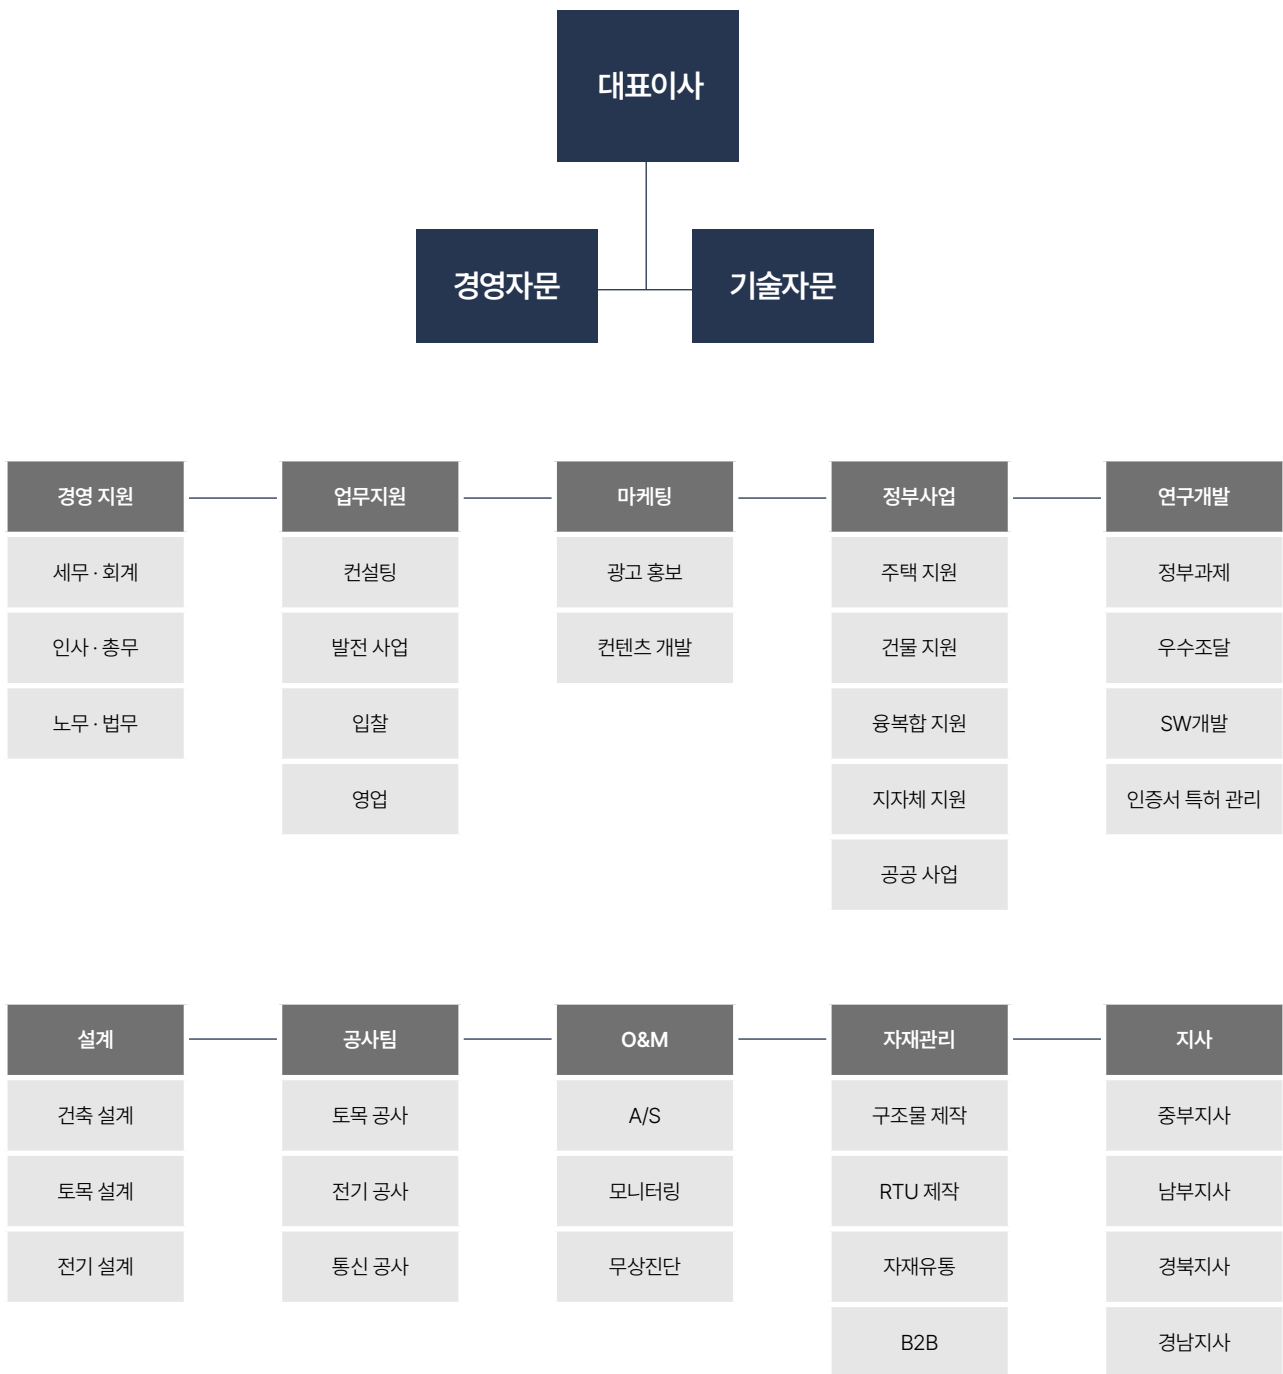 대표이사
경영자문
기술자문
경영 지원
업무지원
마케팅
정부사업
연구개발
세무 · 회계
컨설팅
광고 홍보
주택 지원
정부과제
인사 · 총무
발전 사업
컨텐츠 개발
건물 지원
우수조달
노무 · 법무
입찰
융복합 지원
SW개발
영업
지자체 지원
인증서 특허 관리
공공 사업
설계
공사팀
O&M
자재관리
지사
건축 설계
토목 공사
A/S
구조물 제작
중부지사
토목 설계
전기 공사
모니터링
RTU 제작
남부지사
전기 설계
통신 공사
무상진단
자재유통
경북지사
B2B
경남지사